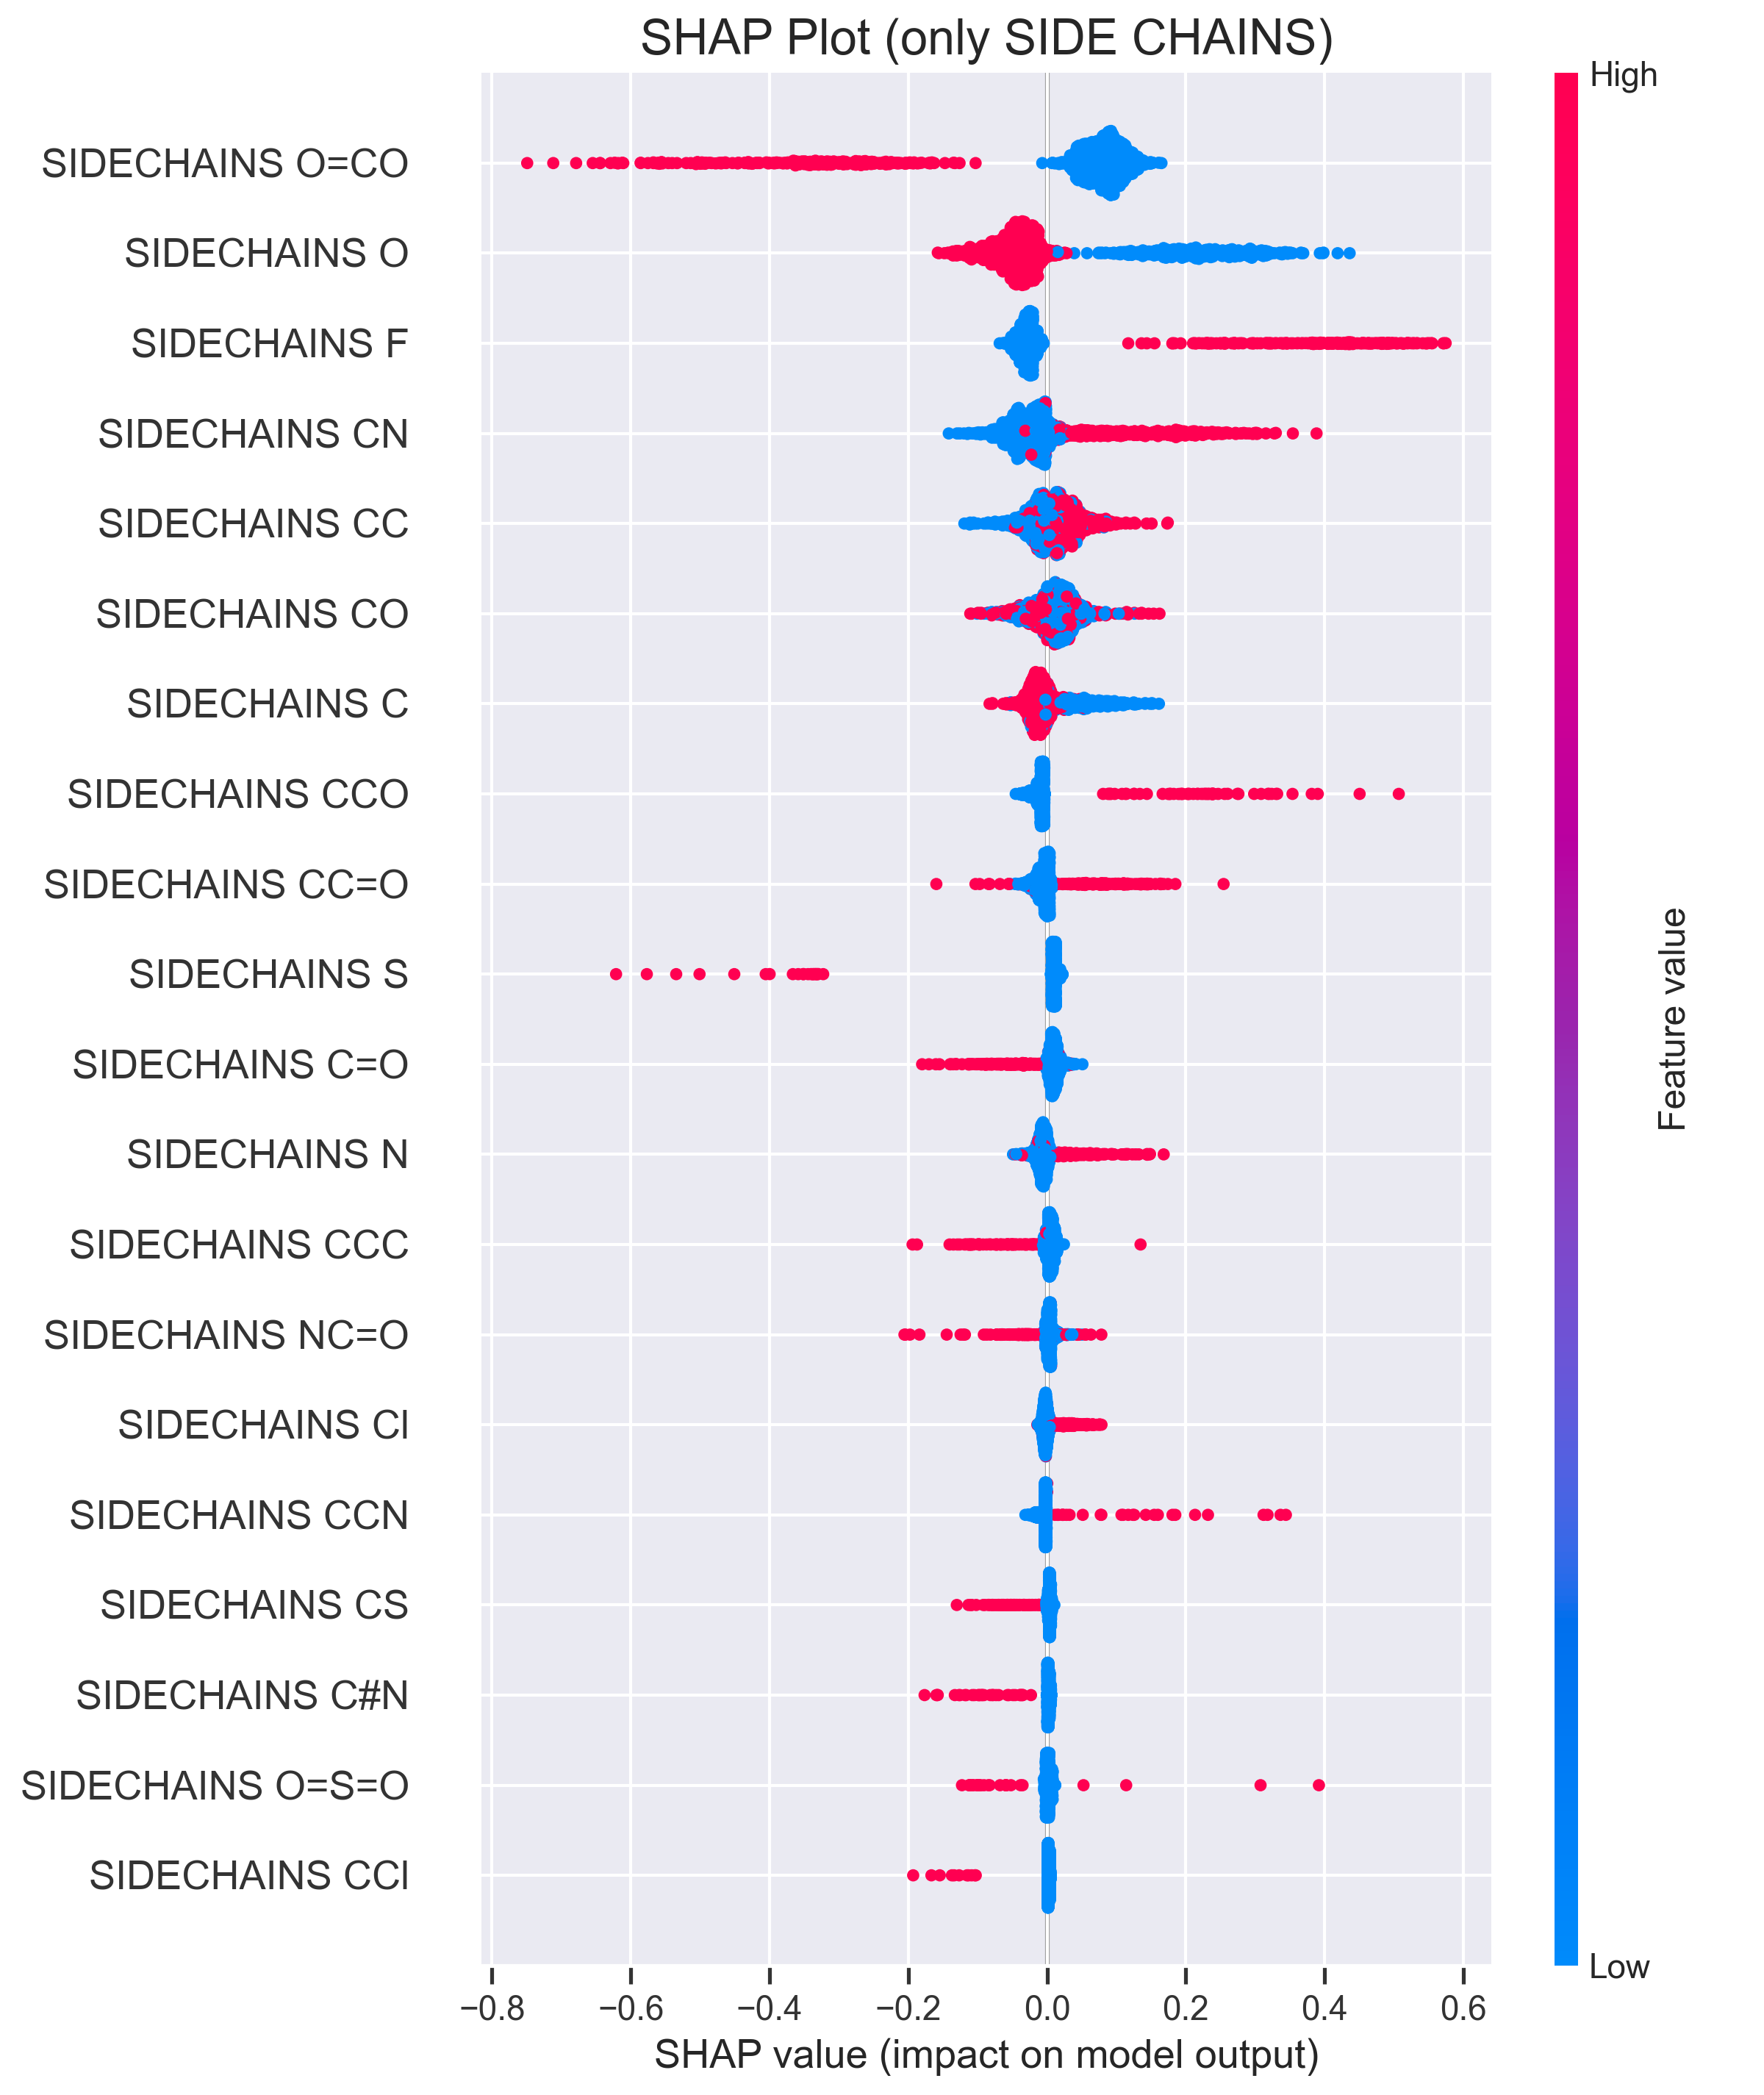 SHAP Plot (only SIDE CHAINS)
High
SIDECHAINS O=CO
SIDECHAINS O
SIDECHAINS F
SIDECHAINS CN
SIDECHAINS CC
SIDECHAINS CO
SIDECHAINS C
SIDECHAINS CCO
SIDECHAINS CC=O
SIDECHAINS S
SIDECHAINS C=O
SIDECHAINS N
SIDECHAINS CCC
SIDECHAINS NC=O
SIDECHAINS Cl
SIDECHAINS CCN
SIDECHAINS CS
SIDECHAINS C#N
SIDECHAINS O=S=O
SIDECHAINS CCl
Feature value
Low
−0.8 −0.6 −0.4 −0.2 0.0 0.2 0.4 0.6
SHAP value (impact on model output)